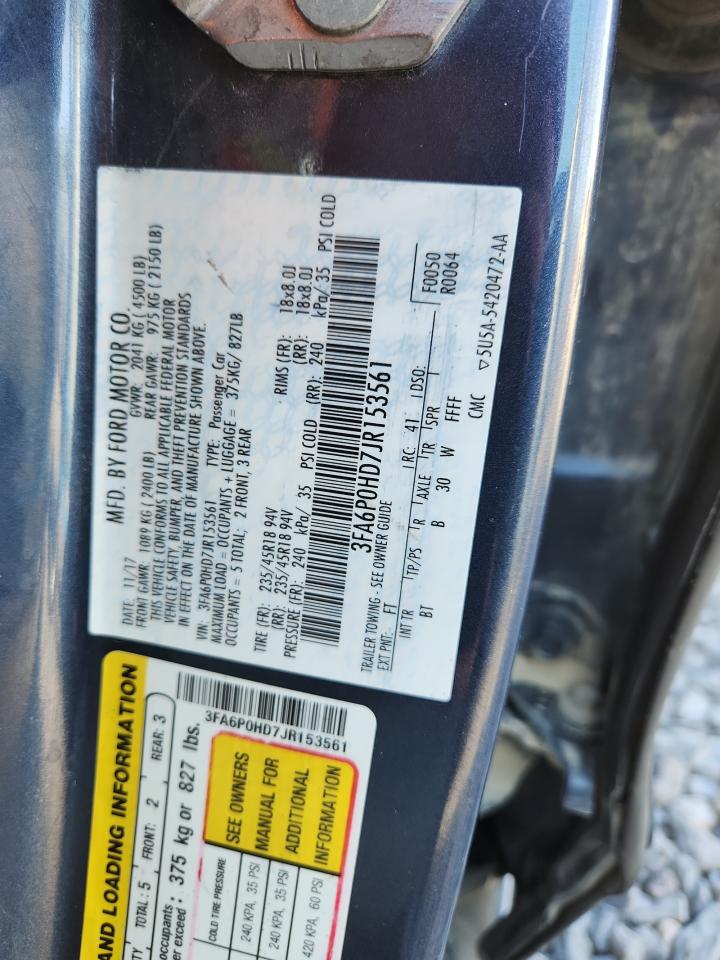 MFD. BY FORD MOTOR CO.
DATE: 11/17 GVWR: 2041 KG ( 4500 LB)
FRONT GAWR: 1089 KG (2400 LB) REAR GAWR: 975 KG ( 2150 LB)
THIS VEHICLE CONFORMS TO ALL APPLICABLE FEDERAL MOTOR
VEHICLE SAFETY, BUMPER, AND THEFT PREVENTION STANDARDS
IN EFFECT ON THE DATE OF MANUFACTURE SHOWN ABOVE.
VIN: 3FA6P0HD7JR153561 TYPE: Passenger Car
MAXIMUM LOAD = OCCUPANTS + LUGGAGE = 375KG/ 827LB
OCCUPANTS = 5 TOTAL; 2 FRONT, 3 REAR
TIRE (FR): 235/45R18 94V RIMS (FR): 18x8.0J
(RR): 235/45R18 94V (RR): 18x8.0J
PRESSURE (FR): 240 kPa/ 35 PSI COLD (RR): 240 kPa/ 35 PSI COLD
3FA6P0HD7JR153561
TRAILER TOWING - SEE OWNER GUIDE
EXT PNT: FT RC: 41 DSO: F0050
R0064
INT TR TP/PS R AXLE TR SPR
BT B 30 W FFFF
CMC ▽5U5A-5420472-AA
AND LOADING INFORMATION
TOTAL: 5 FRONT: 2 REAR: 3
occupants
er exceed : 375 kg or 827 lbs.
3FA6P0HD7JR153561
COLD TIRE PRESSURE
240 KPA, 35 PSI
240 KPA, 35 PSI
420 KPA, 60 PSI
SEE OWNERS
MANUAL FOR
ADDITIONAL
INFORMATION